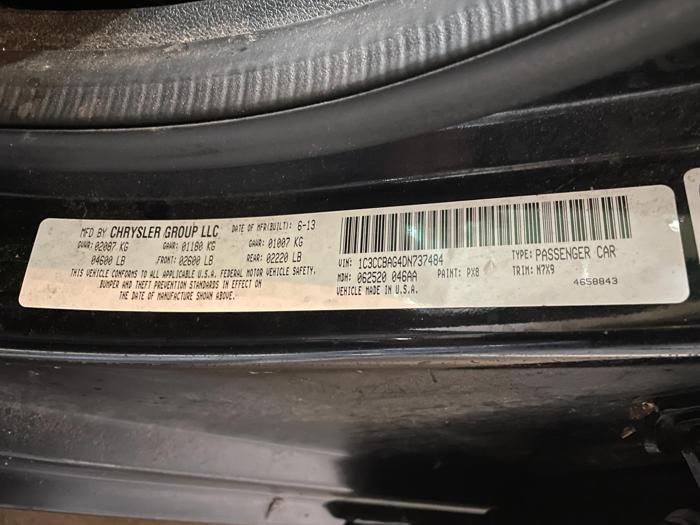 MFD BY CHRYSLER GROUP LLC DATE OF MFR(BUILT): 6-13
GVWR: 02087 KG GAWR: 01180 KG GAWR: 01007 KG
04600 LB FRONT: 02600 LB REAR: 02220 LB
THIS VEHICLE CONFORMS TO ALL APPLICABLE U.S.A. FEDERAL MOTOR VEHICLE SAFETY,
BUMPER AND THEFT PREVENTION STANDARDS IN EFFECT ON
THE DATE OF MANUFACTURE SHOWN ABOVE.
VIN: 1C3CCBAG4DN737484 TYPE: PASSENGER CAR
MDH: 062520 046AA PAINT: PX8 TRIM: N7X9
VEHICLE MADE IN U.S.A. 4658843